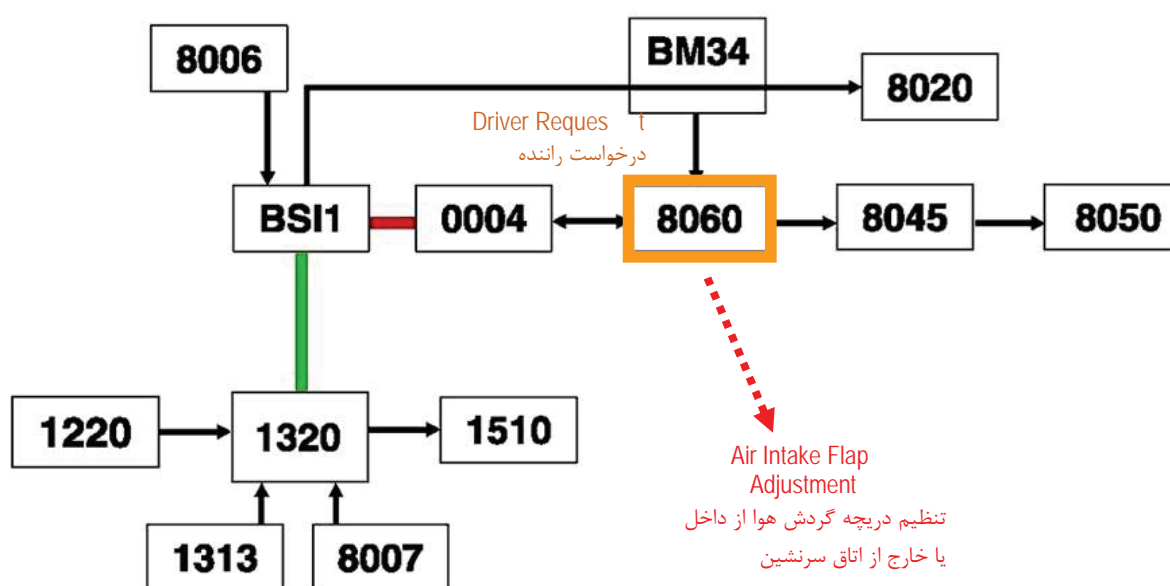 8006
BM34
8020
Driver Reques t
درخواست راننده
BSI1
0004
8060
8045
8050
1220
1320
1510
1313
8007
Air Intake Flap
Adjustment
تنظیم دریچه گردش هوا از داخل
یا خارج از اتاق سرنشین